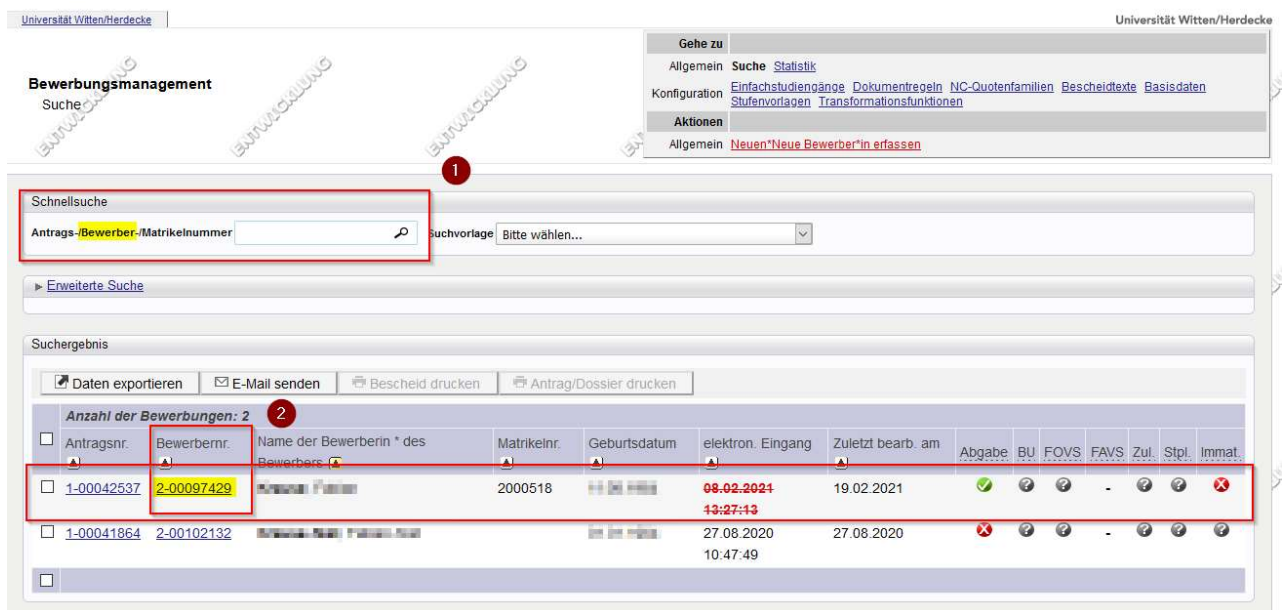 Universität Witten/Herdecke
Universität Witten/Herdecke
Gehe zu
Allgemein Suche Statistik
Konfiguration Einfachstudiengänge Dokumentregeln NC-Quotenfamilien Bescheidtexte Basisdaten
Stufenvorlagen Transformationsfunktionen
Aktionen
Allgemein Neuen*Neue Bewerber*in erfassen
Bewerbungsmanagement
Suche
ENTWICKLUNG ENTWICKLUNG ENTWICKLUNG
1
Schnellsuche
Antrags-/Bewerber-/Matrikelnummer Suchvorlage Bitte wählen...
Erweiterte Suche
Suchergebnis
Daten exportieren E-Mail senden Bescheid drucken Antrag/Dossier drucken
Anzahl der Bewerbungen: 2 2
Antragsnr. Bewerbernr. Name der Bewerberin * des Bewerbers Matrikelnr. Geburtsdatum elektron. Eingang Zuletzt bearb. am Abgabe BU FOVS FAVS Zul. Stpl. Immat.
1-00042537 2-00097429 2000518 08.02.2021 19.02.2021 -
13:27:13
1-00041864 2-00102132 27.08.2020 27.08.2020 -
10:47:49